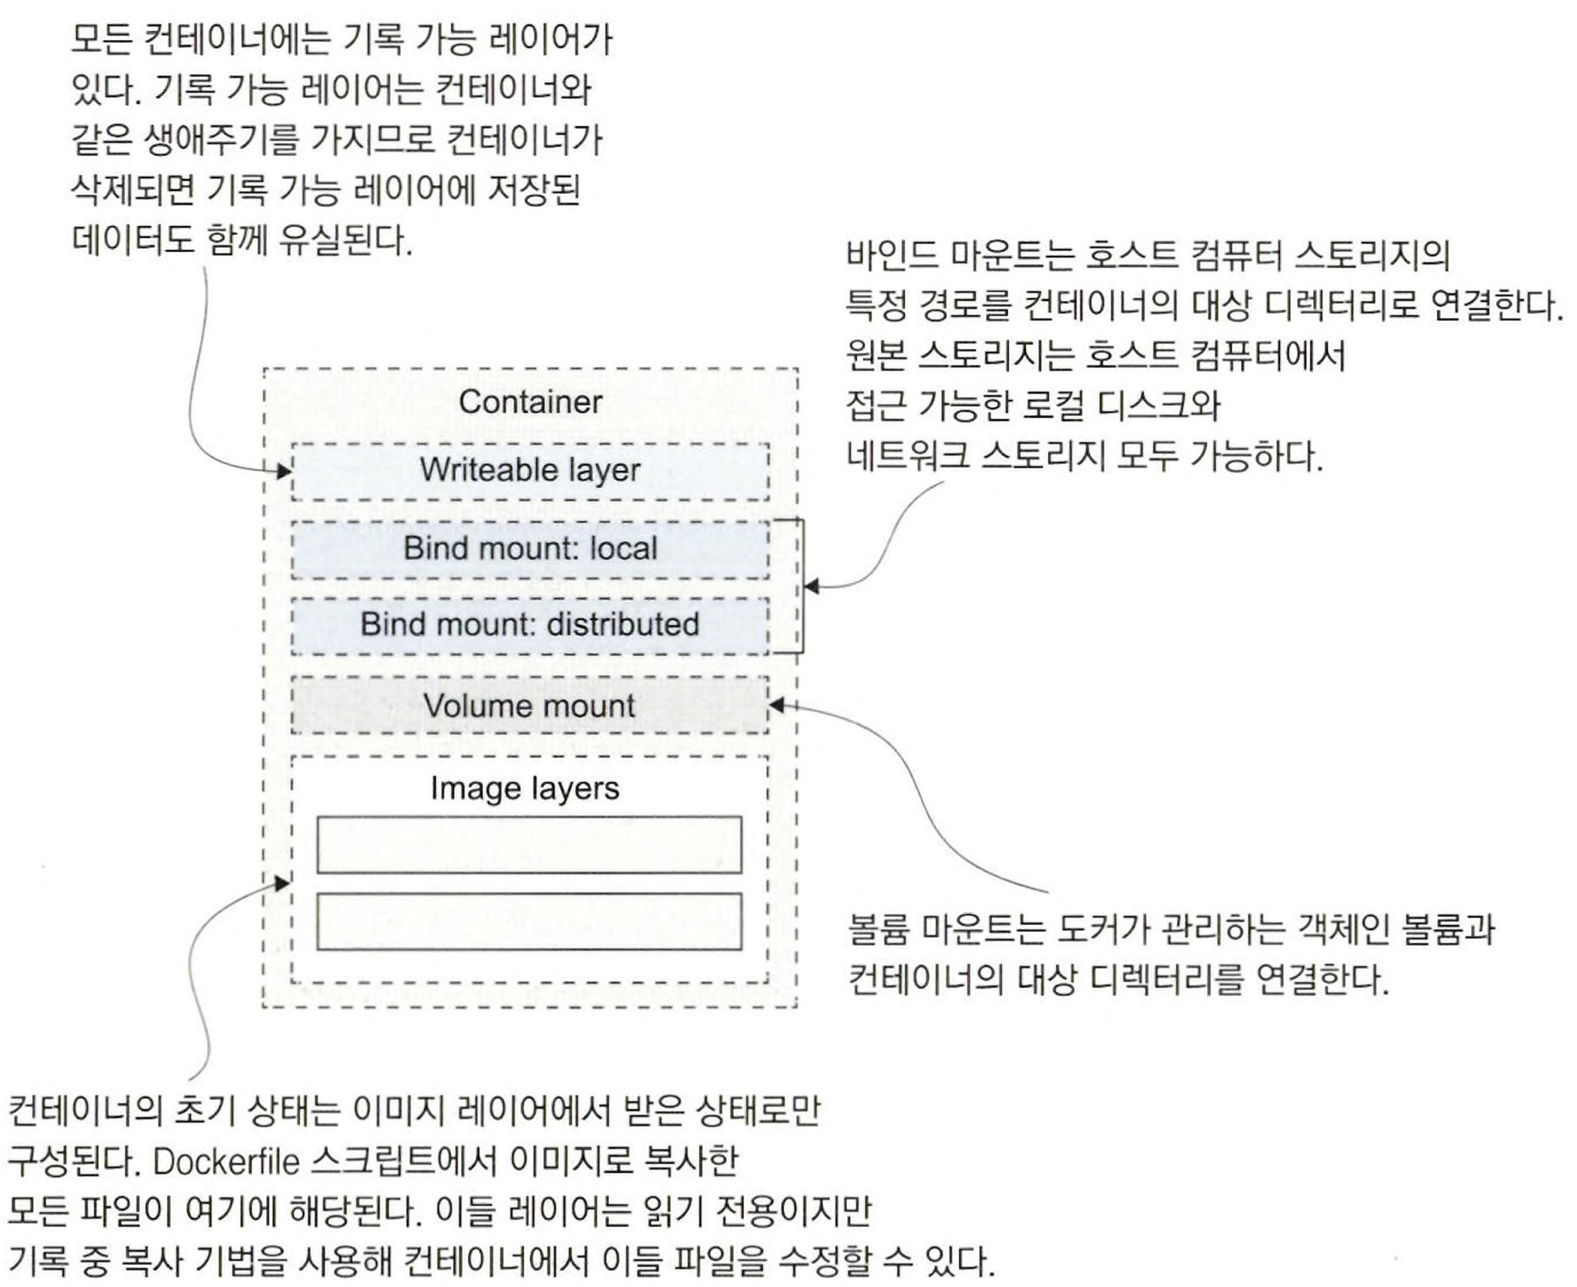 모든 컨테이너에는 기록 가능 레이어가
있다. 기록 가능 레이어는 컨테이너와
같은 생애주기를 가지므로 컨테이너가
삭제되면 기록 가능 레이어에 저장된
데이터도 함께 유실된다.
바인드 마운트는 호스트 컴퓨터 스토리지의
특정 경로를 컨테이너의 대상 디렉터리로 연결한다.
원본 스토리지는 호스트 컴퓨터에서
접근 가능한 로컬 디스크와
네트워크 스토리지 모두 가능하다.
Container
Writeable layer
Bind mount: local
Bind mount: distributed
Volume mount
Image layers
볼륨 마운트는 도커가 관리하는 객체인 볼륨과
컨테이너의 대상 디렉터리를 연결한다.
컨테이너의 초기 상태는 이미지 레이어에서 받은 상태로만
구성된다. Dockerfile 스크립트에서 이미지로 복사한
모든 파일이 여기에 해당된다. 이들 레이어는 읽기 전용이지만
기록 중 복사 기법을 사용해 컨테이너에서 이들 파일을 수정할 수 있다.